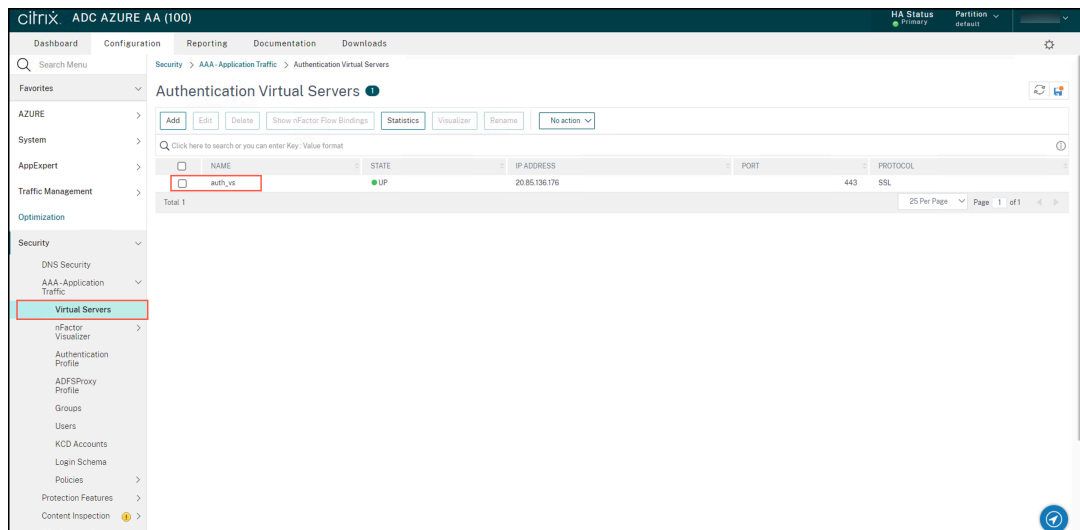 citrix. ADC AZURE AA (100)
HA Status
Primary
Partition
default
Dashboard Configuration Reporting Documentation Downloads
Search Menu
Favorites
AZURE
System
AppExpert
Traffic Management
Optimization
Security
DNS Security
AAA - Application
Traffic
Virtual Servers
nFactor
Visualizer
Authentication
Profile
ADFSProxy
Profile
Groups
Users
KCD Accounts
Login Schema
Policies
Protection Features
Content Inspection
Security > AAA - Application Traffic > Authentication Virtual Servers
Authentication Virtual Servers 1
Add Edit Delete Show nFactor Flow Bindings Statistics Visualizer Rename No action
Click here to search or you can enter Key : Value format
NAME STATE IP ADDRESS PORT PROTOCOL
auth_vs UP 20.85.136.176 443 SSL
Total 1 25 Per Page Page 1 of 1